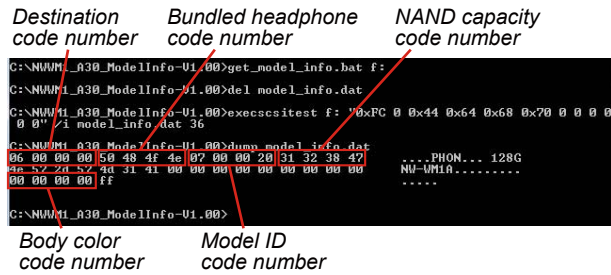 Destination code number
Bundled headphone code number
NAND capacity code number
C:\NWWM1_A30_ModelInfo-V1.00>get_model_info.bat f:
C:\NWWM1_A30_ModelInfo-V1.00>del model_info.dat
C:\NWWM1_A30_ModelInfo-V1.00>execscsitest f: "0xFC 0 0x44 0x64 0x68 0x70 0 0 0 0
0 0" /i model_info.dat 36
C:\NWWM1_A30_ModelInfo-V1.00>dump model_info.dat
06 00 00 00 50 48 4f 4e 07 00 00 20 31 32 38 47 ....PHON... 128G
4e 57 2d 57 4d 31 41 00 00 00 00 00 00 00 00 00 NW-WM1A.........
00 00 00 00 ff .....
C:\NWWM1_A30_ModelInfo-V1.00>
Body color code number
Model ID code number